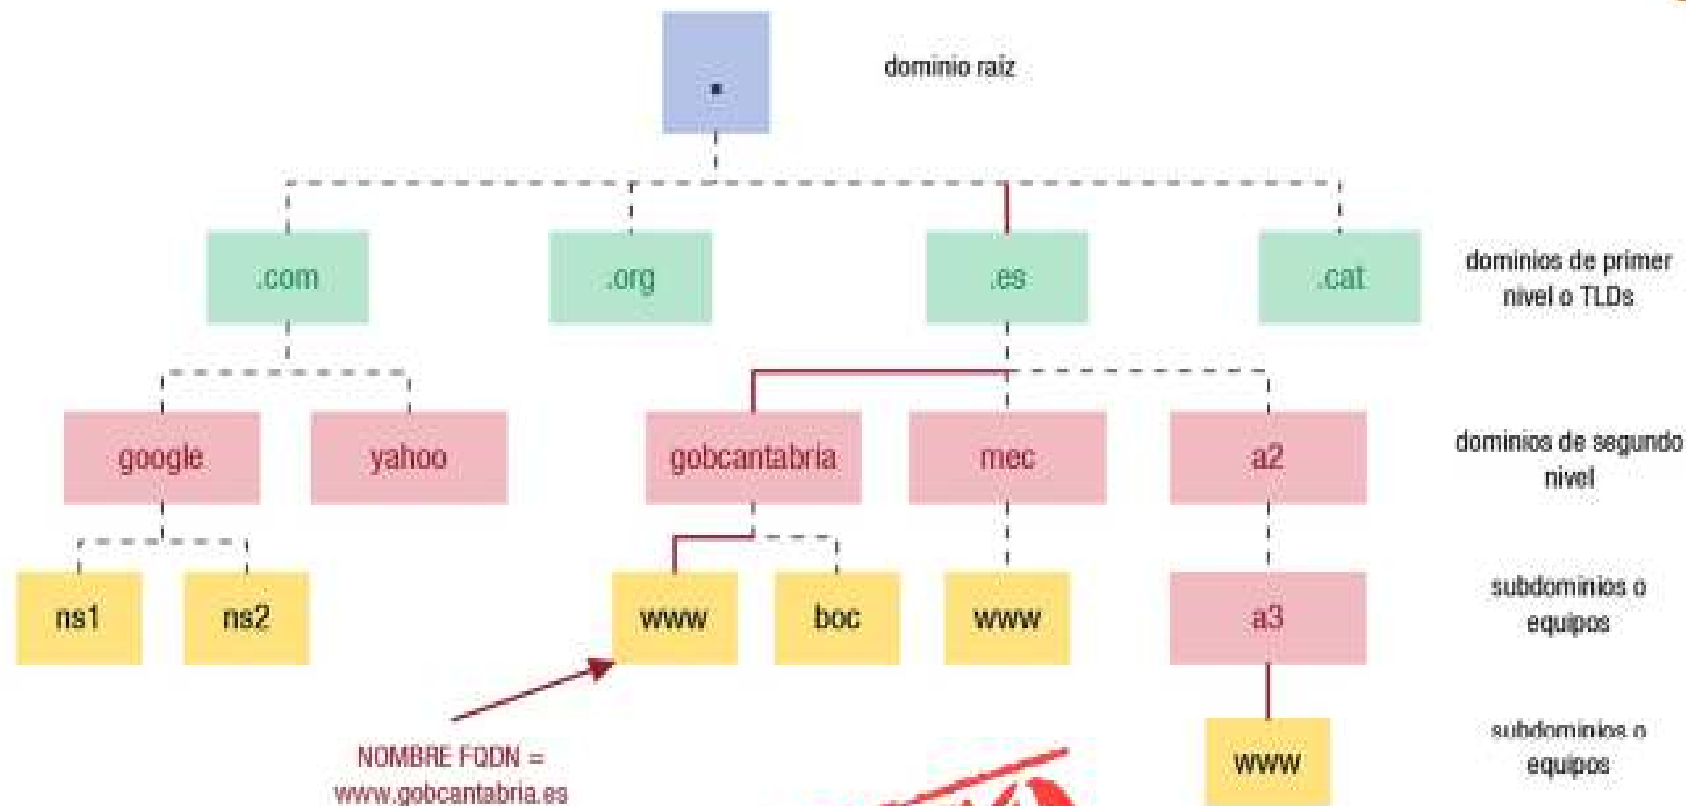 .
dominio raíz
.com
.org
.es
.cat
dominios de primer
nivel o TLDs
google
yahoo
gobcantabria
mec
a2
dominios de segundo
nivel
ns1
ns2
www
boc
www
a3
subdominios o
equipos
NOMBRE FQDN =
www.gobcantabria.es
www
subdominios o
equipos